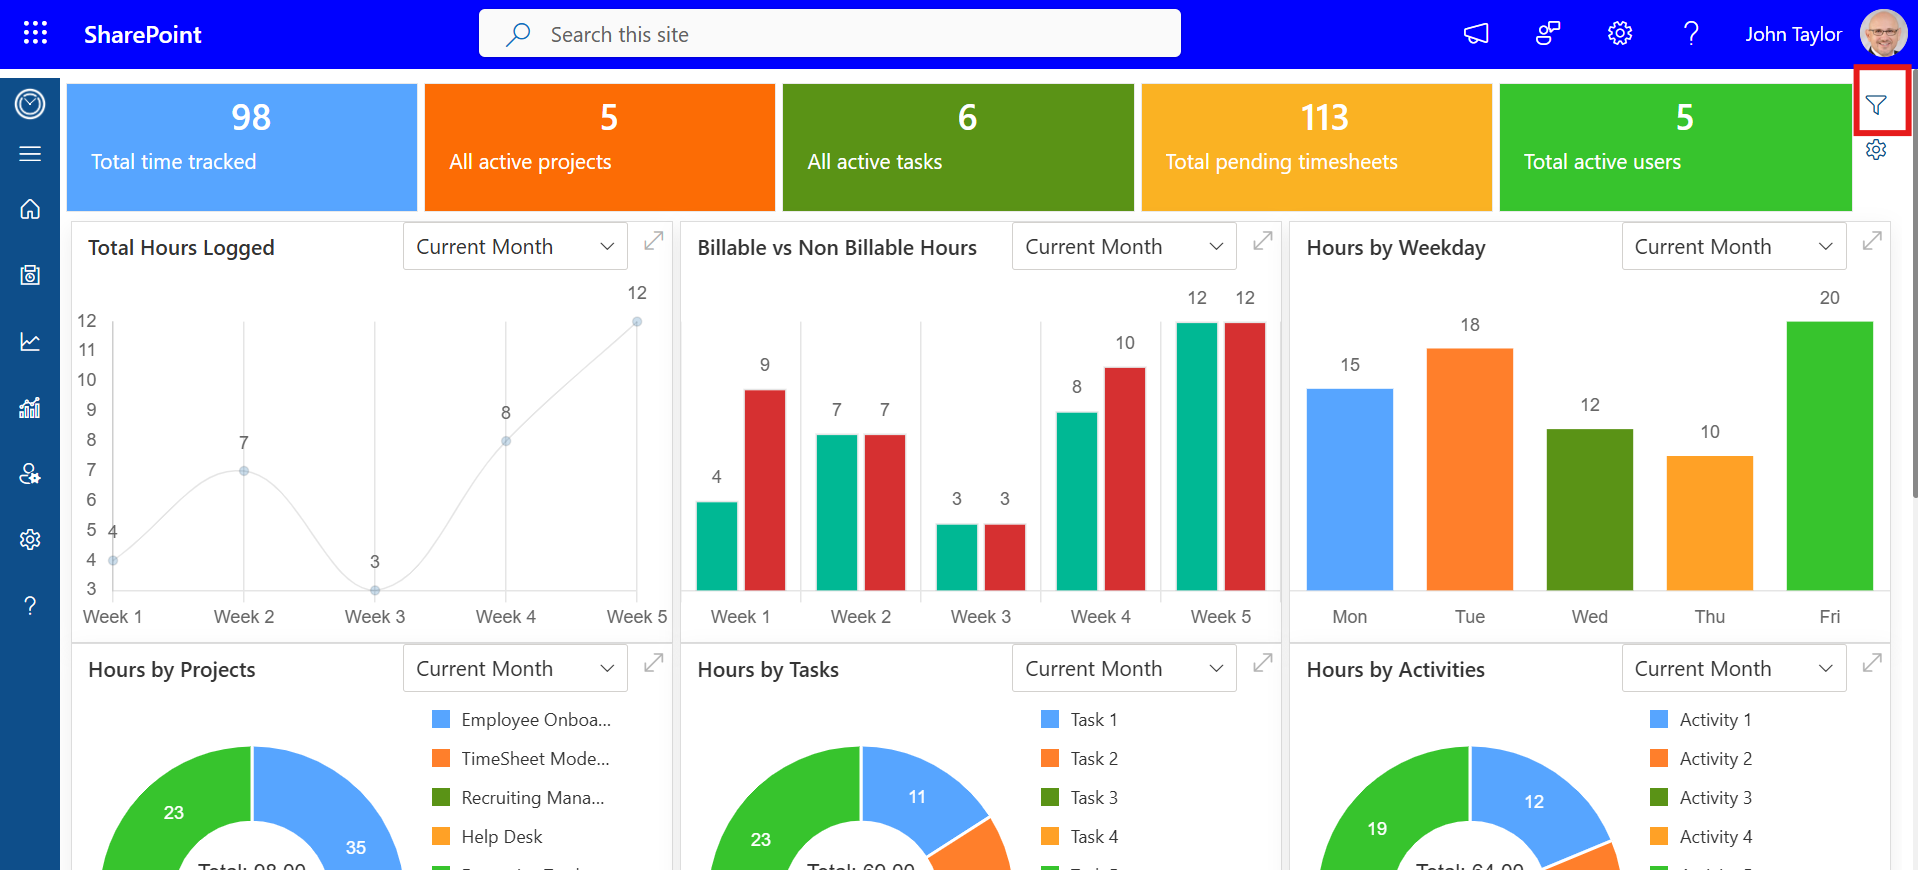 SharePoint
Search this site
?
John Taylor
98
Total time tracked
5
All active projects
6
All active tasks
113
Total pending timesheets
5
Total active users
Total Hours Logged
Current Month
12
12
11
10
9
8
7
6
5
4
3
4
7
3
8
Week 1
Week 2
Week 3
Week 4
Week 5
Billable vs Non Billable Hours
Current Month
4
9
7
7
3
3
8
10
12
12
Week 1
Week 2
Week 3
Week 4
Week 5
Hours by Weekday
Current Month
15
18
12
10
20
Mon
Tue
Wed
Thu
Fri
?
Hours by Projects
Current Month
Employee Onboa...
TimeSheet Mode...
Recruiting Mana...
Help Desk
23
35
Total: 98.00
Hours by Tasks
Current Month
Task 1
Task 2
Task 3
Task 4
11
23
Total: 69.00
Hours by Activities
Current Month
Activity 1
Activity 2
Activity 3
Activity 4
12
19
Total: 64.00